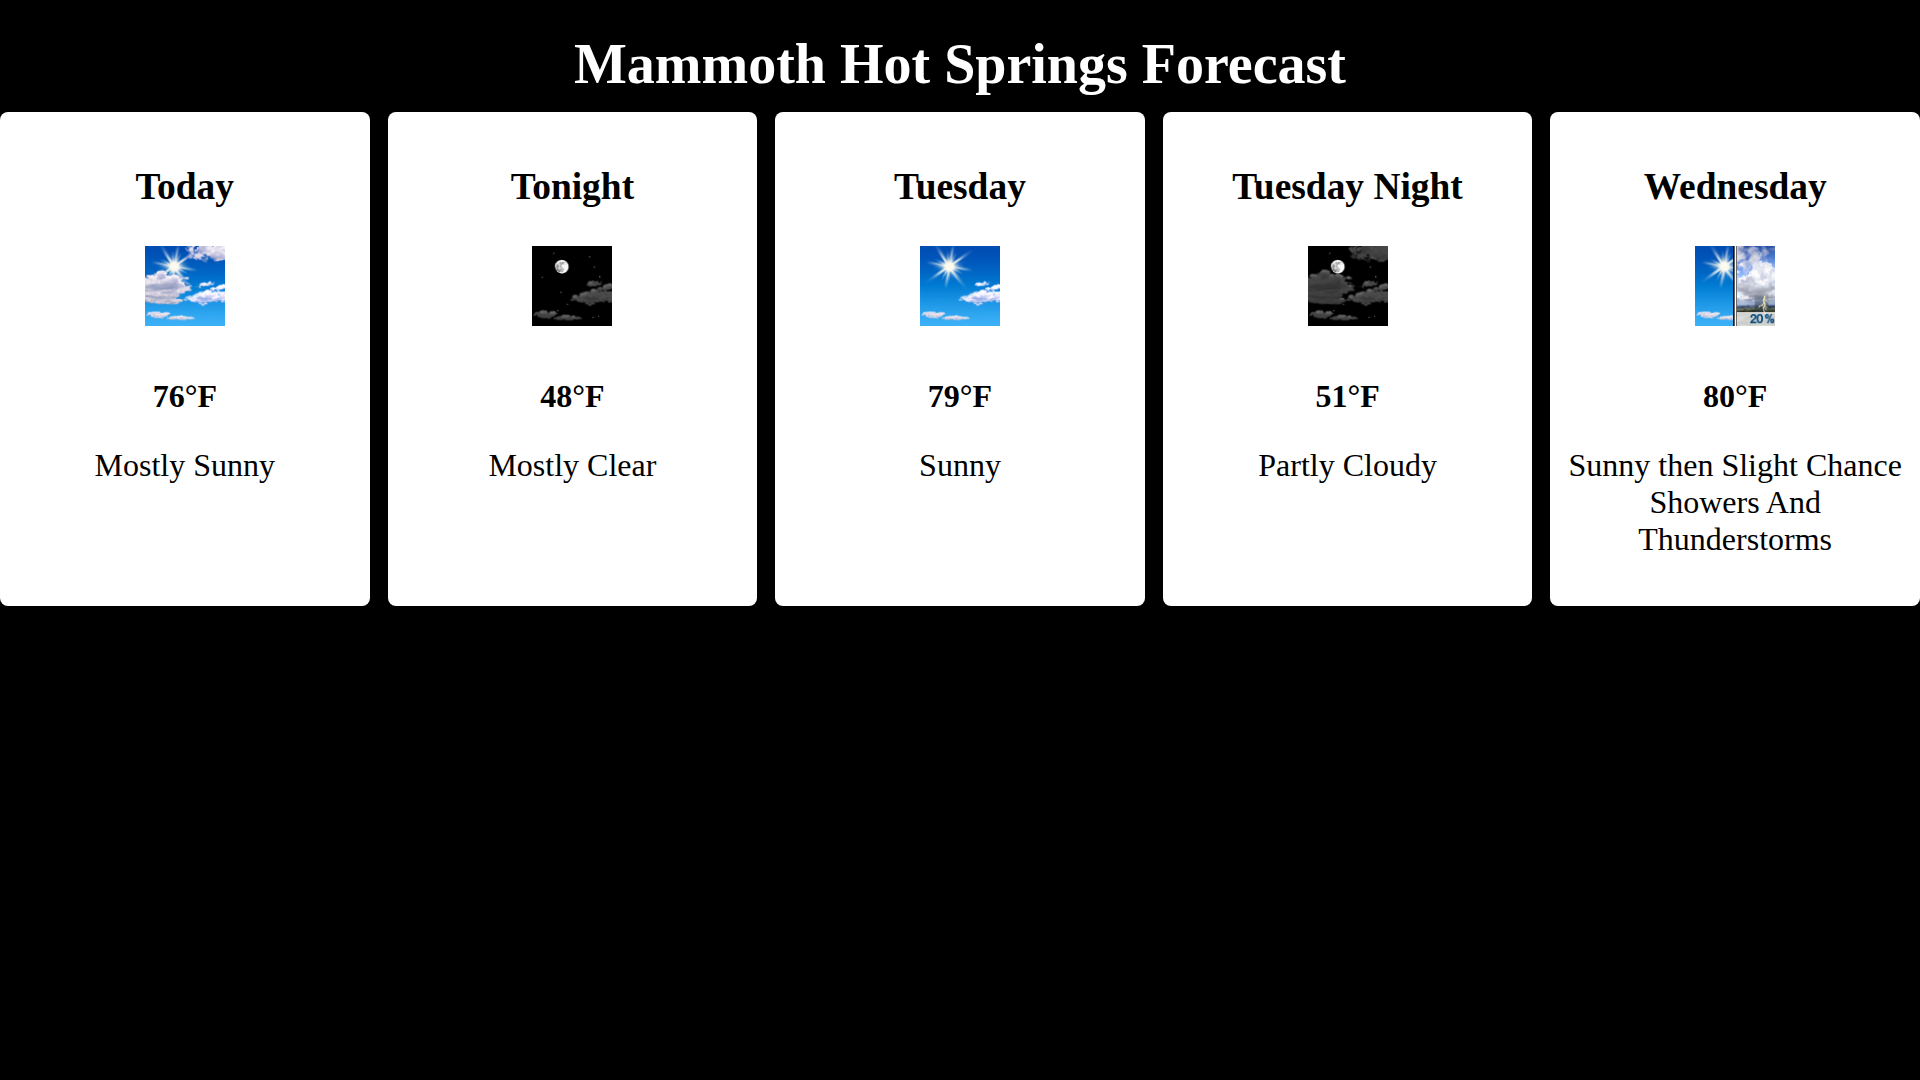 Mammoth Hot Springs Forecast
Today
76°F
Mostly Sunny
Tonight
48°F
Mostly Clear
Tuesday
79°F
Sunny
Tuesday Night
51°F
Partly Cloudy
Wednesday
20%
80°F
Sunny then Slight Chance
Showers And
Thunderstorms